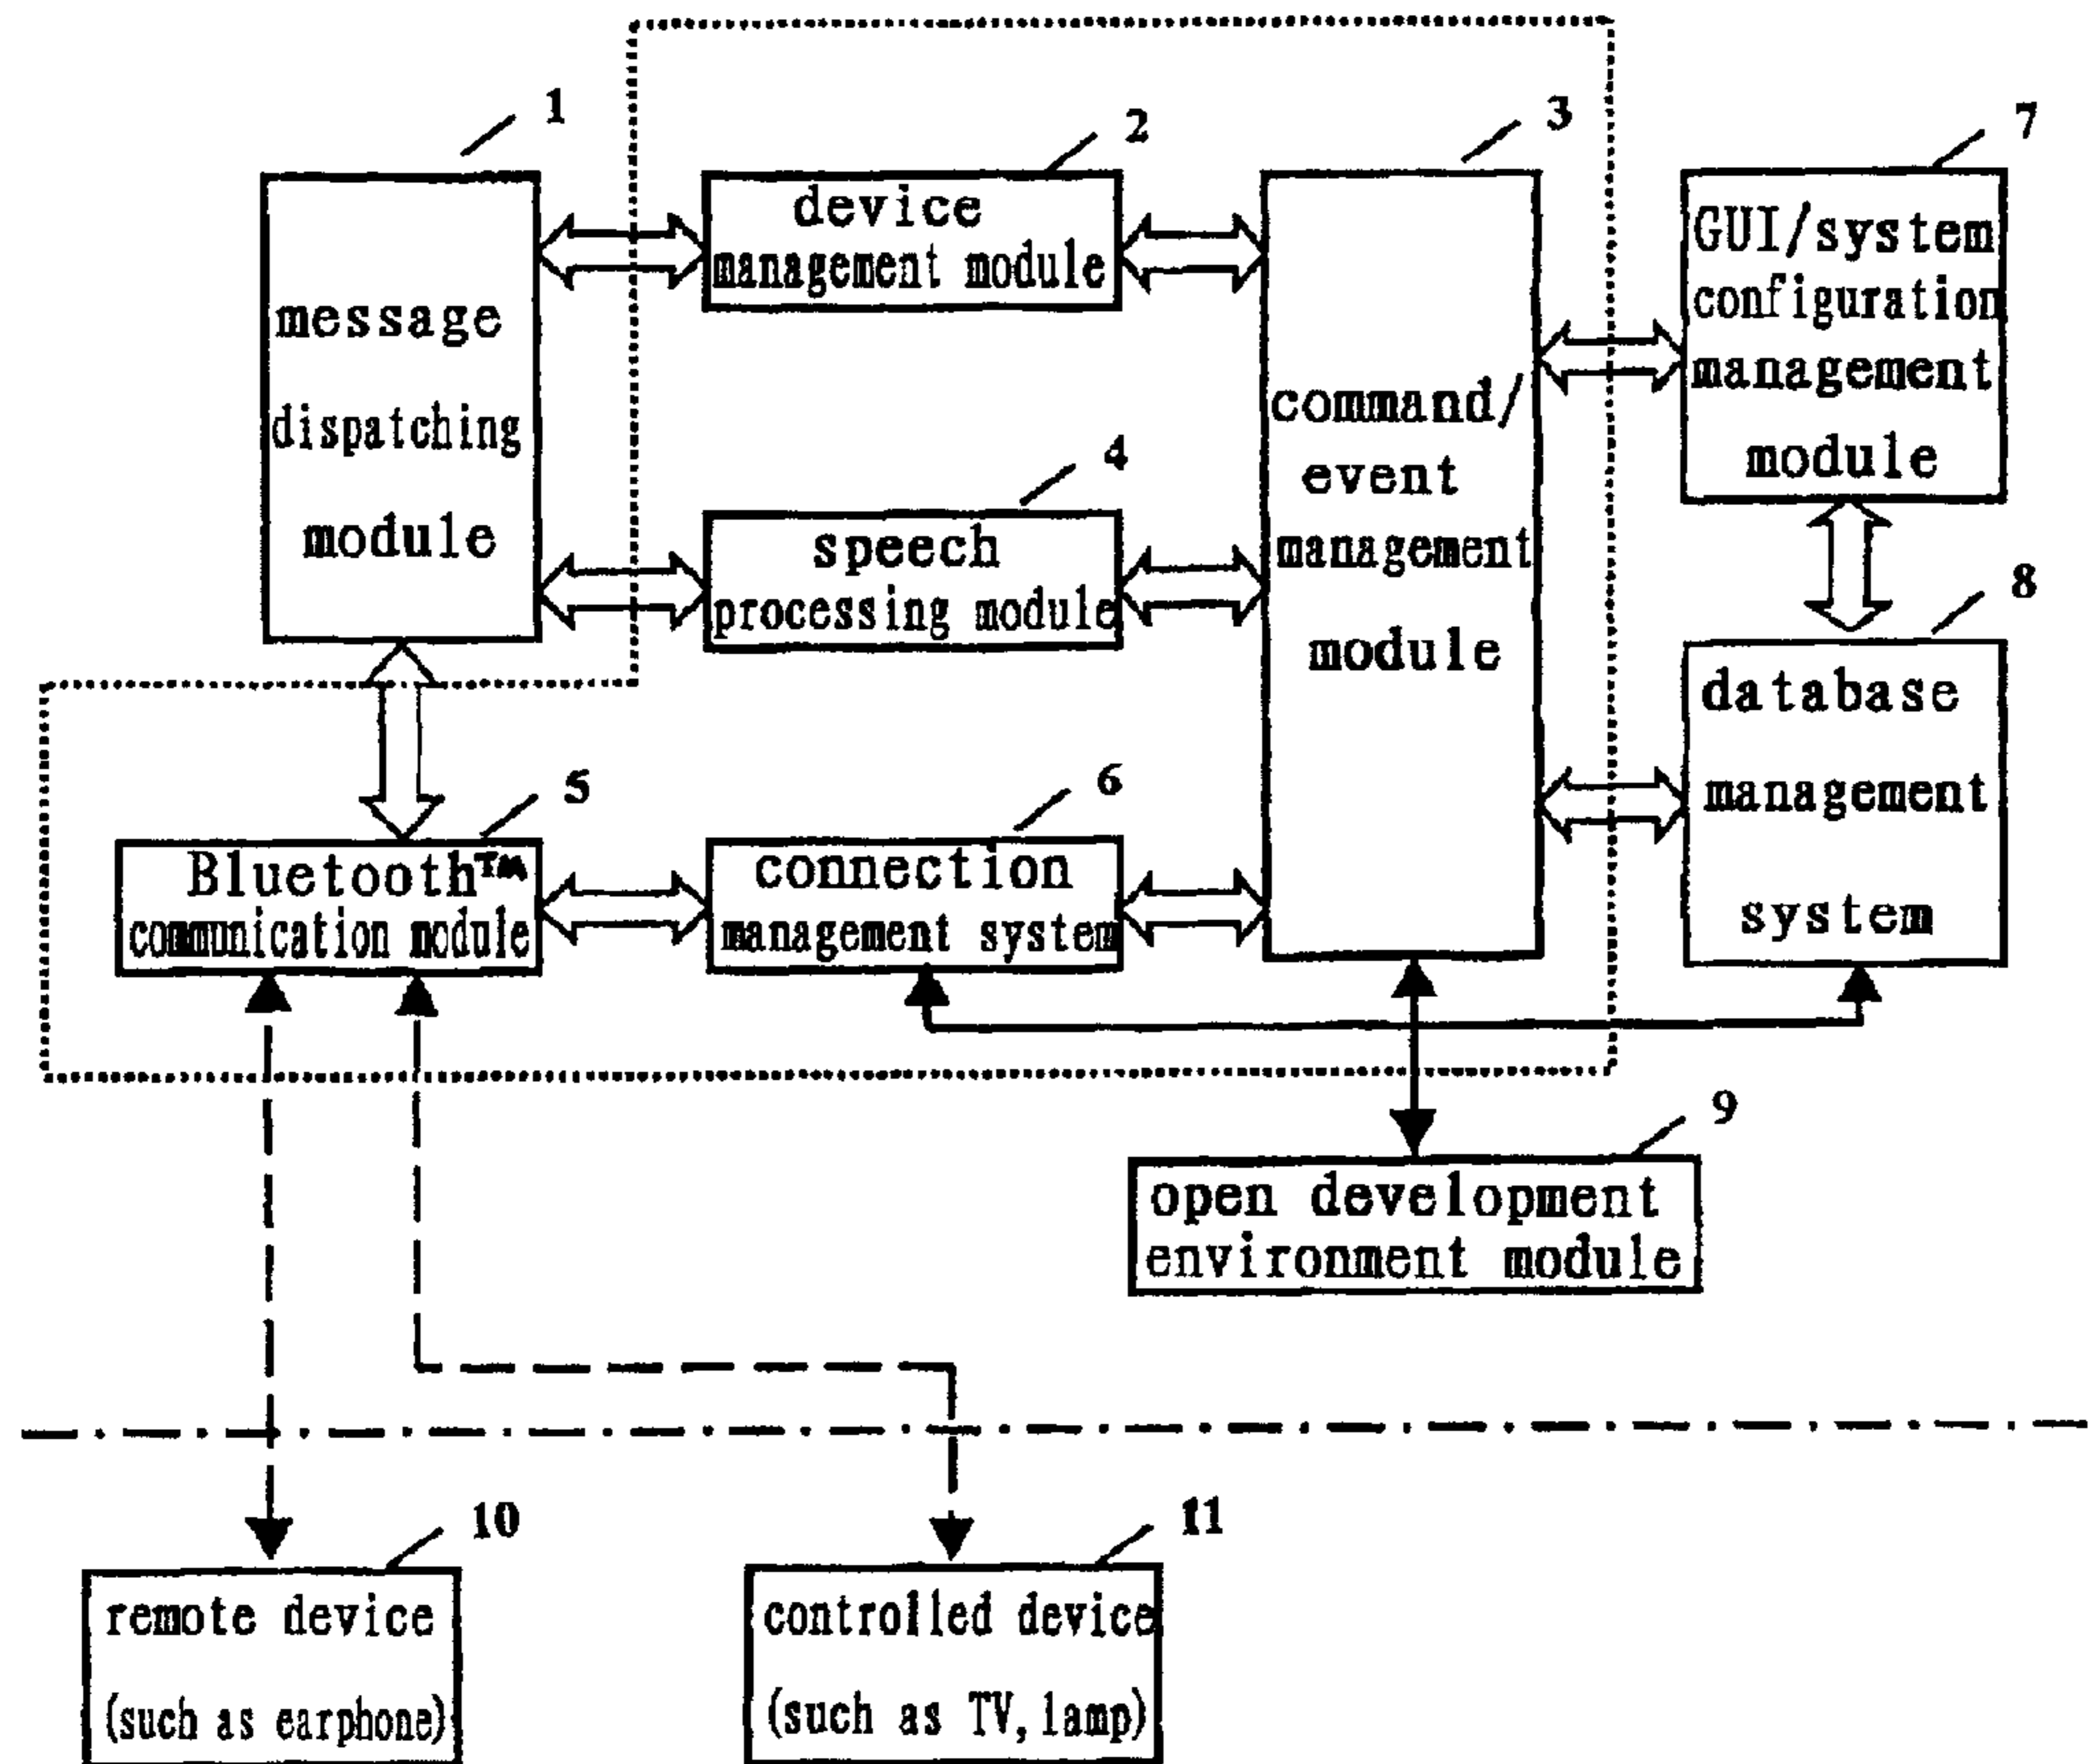 1
message
dispatching
module
2
device
management module
3
command/
event
management
module
7
GUI/system
configuration
management
module
4
speech
processing module
8
database
management
system
5
Bluetooth™
communication module
6
connection
management system
9
open development
environment module
10
remote device
(such as earphone)
11
controlled device
(such as TV, lamp)